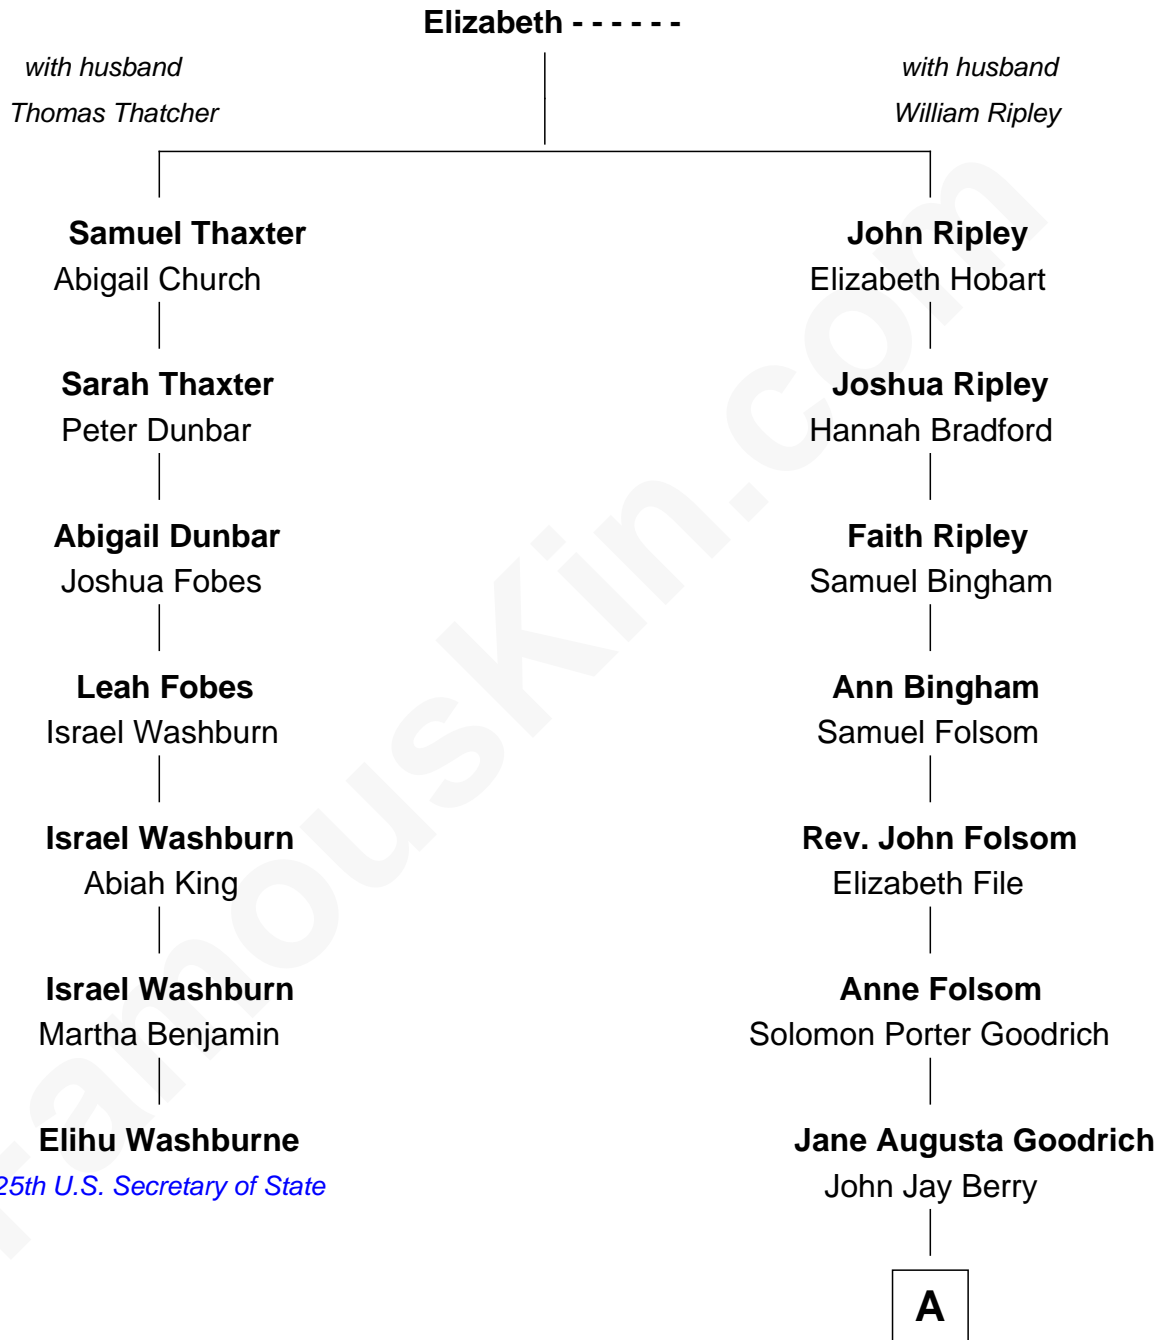 Elizabeth - - - - - -
with husband
Thomas Thatcher
with husband
William Ripley
Samuel Thaxter
Abigail Church
John Ripley
Elizabeth Hobart
Sarah Thaxter
Peter Dunbar
Joshua Ripley
Hannah Bradford
Abigail Dunbar
Joshua Fobes
Faith Ripley
Samuel Bingham
Leah Fobes
Israel Washburn
Ann Bingham
Samuel Folsom
Israel Washburn
Abiah King
Rev. John Folsom
Elizabeth File
Israel Washburn
Martha Benjamin
Anne Folsom
Solomon Porter Goodrich
Elihu Washburne
25th U.S. Secretary of State
Jane Augusta Goodrich
John Jay Berry
A
FamousKin.com